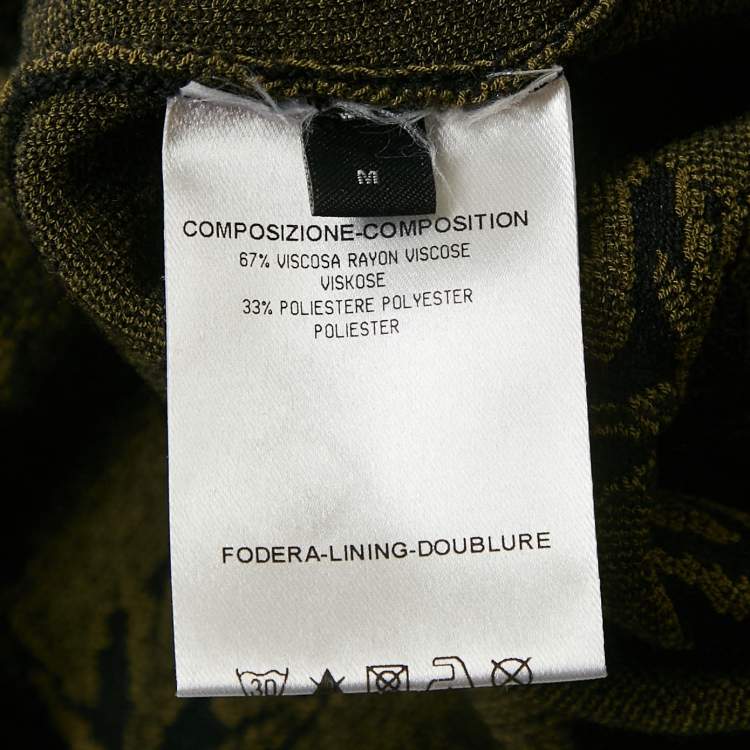 M
COMPOSIZIONE-COMPOSITION
67% VISCOSA RAYON VISCOSE
VISKOSE
33% POLIESTERE POLYESTER
POLIESTER
FODERA-LINING-DOUBLURE
30